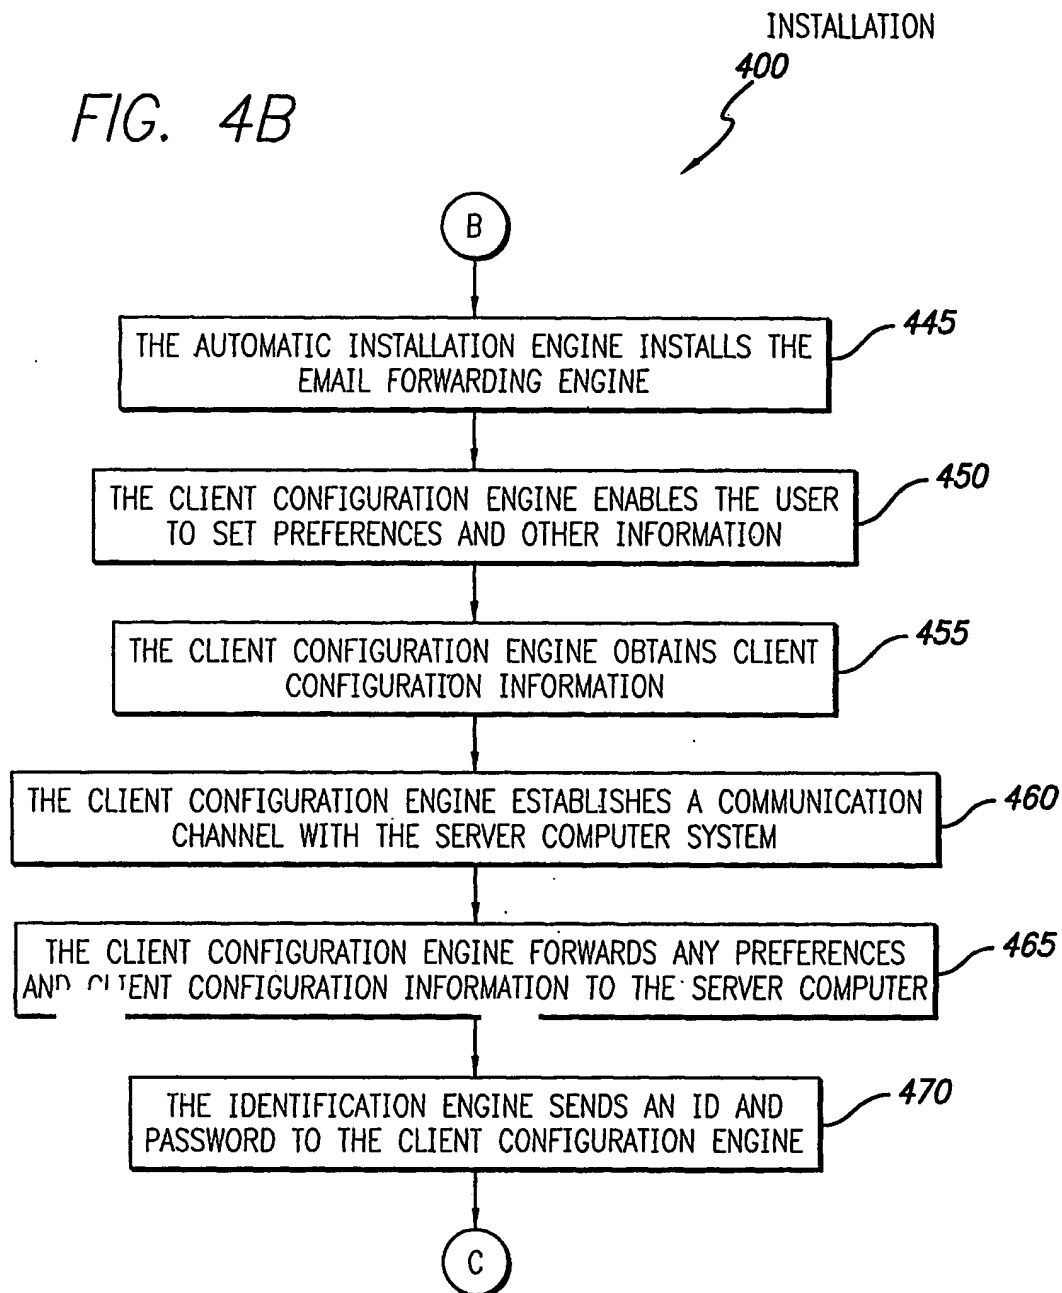 INSTALLATION
400
FIG. 4B
B
THE AUTOMATIC INSTALLATION ENGINE INSTALLS THE
EMAIL FORWARDING ENGINE
445
THE CLIENT CONFIGURATION ENGINE ENABLES THE USER
TO SET PREFERENCES AND OTHER INFORMATION
450
THE CLIENT CONFIGURATION ENGINE OBTAINS CLIENT
CONFIGURATION INFORMATION
455
THE CLIENT CONFIGURATION ENGINE ESTABLISHES A COMMUNICATION
CHANNEL WITH THE SERVER COMPUTER SYSTEM
460
THE CLIENT CONFIGURATION ENGINE FORWARDS ANY PREFERENCES
AND CLIENT CONFIGURATION INFORMATION TO THE SERVER COMPUTER
465
THE IDENTIFICATION ENGINE SENDS AN ID AND
PASSWORD TO THE CLIENT CONFIGURATION ENGINE
470
C